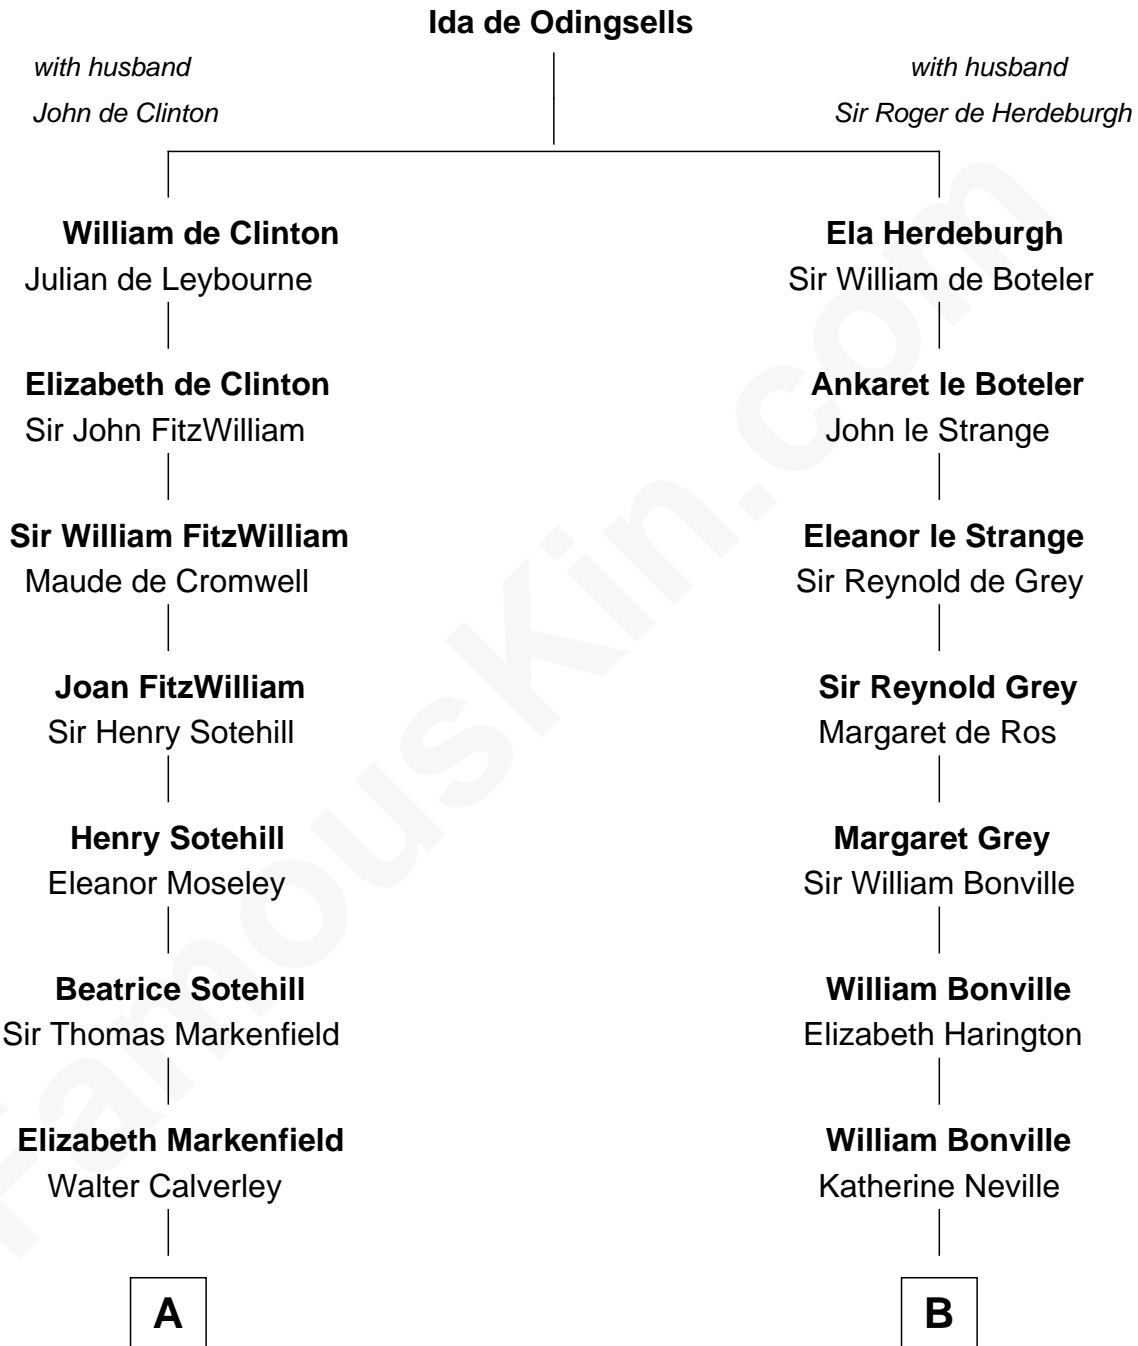 Ida de Odingsells
with husband
John de Clinton
with husband
Sir Roger de Herdeburgh
William de Clinton
Julian de Leybourne
Ela Herdeburgh
Sir William de Boteler
Elizabeth de Clinton
Sir John FitzWilliam
Ankaret le Boteler
John le Strange
Sir William FitzWilliam
Maude de Cromwell
Eleanor le Strange
Sir Reynold de Grey
Joan FitzWilliam
Sir Henry Sotehill
Sir Reynold Grey
Margaret de Ros
Henry Sotehill
Eleanor Moseley
Margaret Grey
Sir William Bonville
Beatrice Sotehill
Sir Thomas Markenfield
William Bonville
Elizabeth Harington
Elizabeth Markenfield
Walter Calverley
William Bonville
Katherine Neville
A
B
FamousKin.com